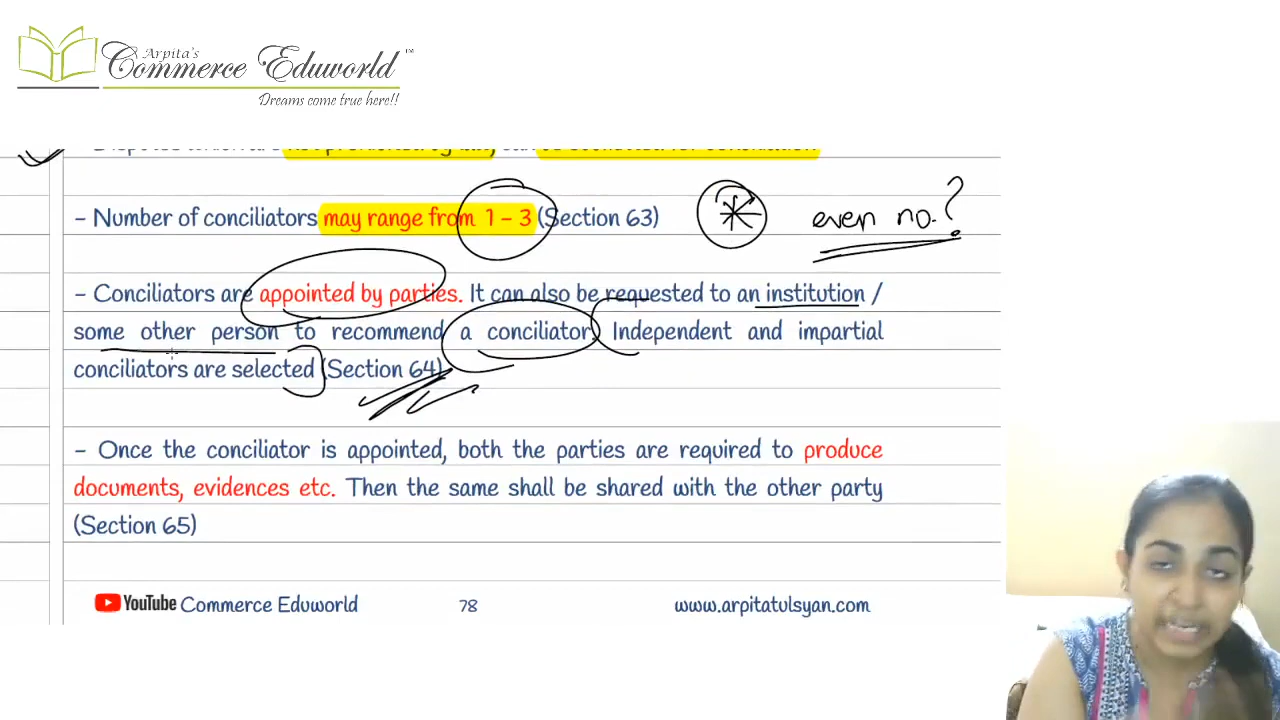 Arpita's
Commerce Eduworld™
Dreams come true here!!
– Number of conciliators may range from 1 – 3 (Section 63)
* even no.?
– Conciliators are appointed by parties. It can also be requested to an institution /
some other person to recommend a conciliator. Independent and impartial
conciliators are selected (Section 64)
– Once the conciliator is appointed, both the parties are required to produce
documents, evidences etc. Then the same shall be shared with the other party
(Section 65)
YouTube Commerce Eduworld 78 www.arpitatulsyan.com